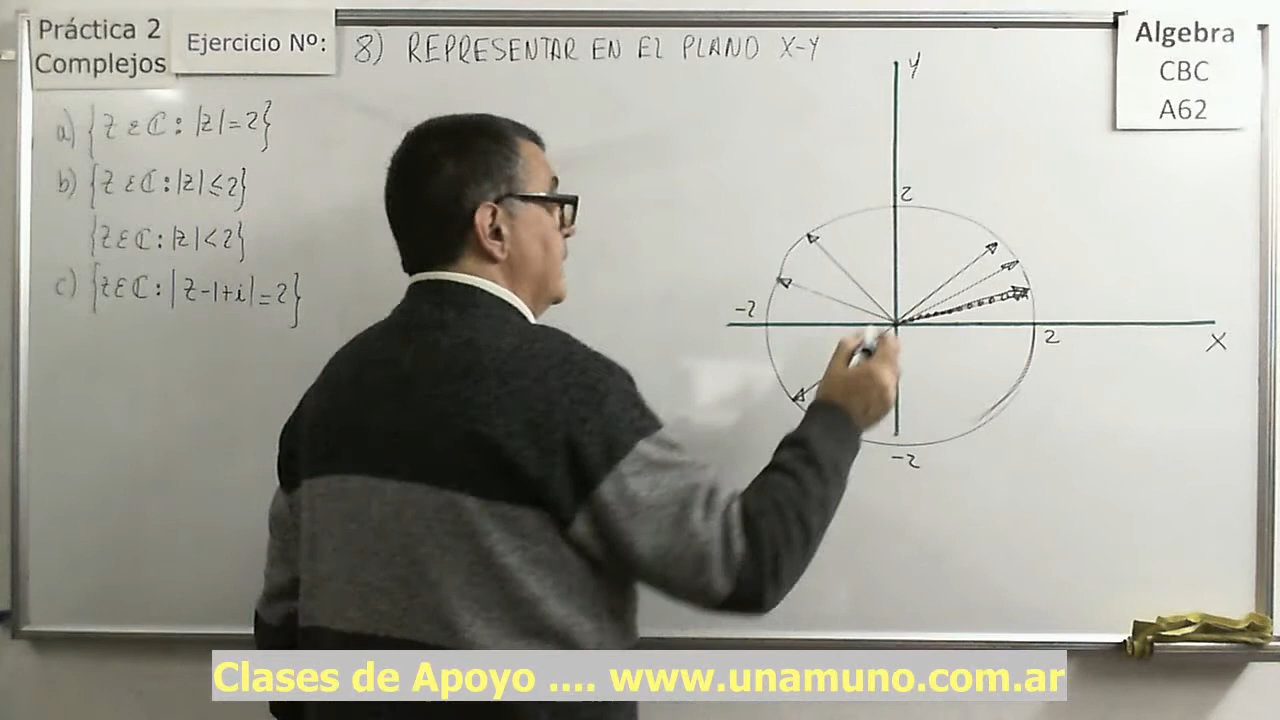 Práctica 2
Complejos
Ejercicio Nº:
8) REPRESENTAR EN EL PLANO X-Y
Algebra
CBC
A62
a) {Z ε ℂ : |z| = 2}
b) {Z ε ℂ : |z| ≤ 2}
{Z ε ℂ : |z| < 2}
c) {Z ε ℂ : | Z-1+i| = 2}
Y
2
-2
2
X
-2
Clases de Apoyo .... www.unamuno.com.ar